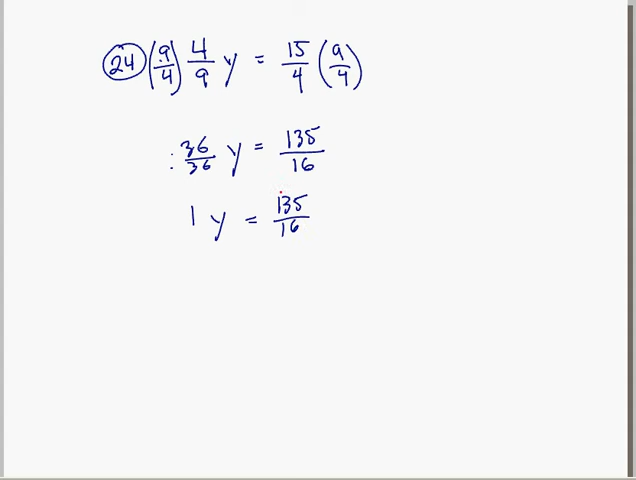 24 (9/4) 4/9 y = 15/4 (9/4)
36/36 y = 135/16
1 y = 135/16